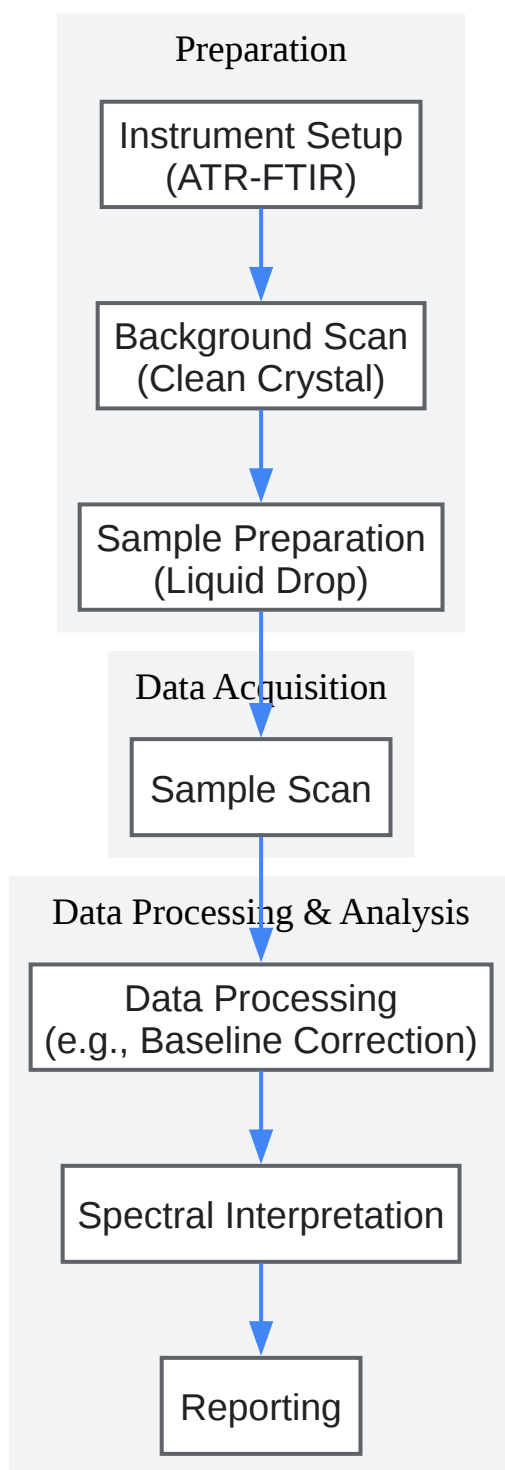 Preparation
Instrument Setup
(ATR-FTIR)
Background Scan
(Clean Crystal)
Sample Preparation
(Liquid Drop)
Data Acquisition
Sample Scan
Data Processing & Analysis
Data Processing
(e.g., Baseline Correction)
Spectral Interpretation
Reporting